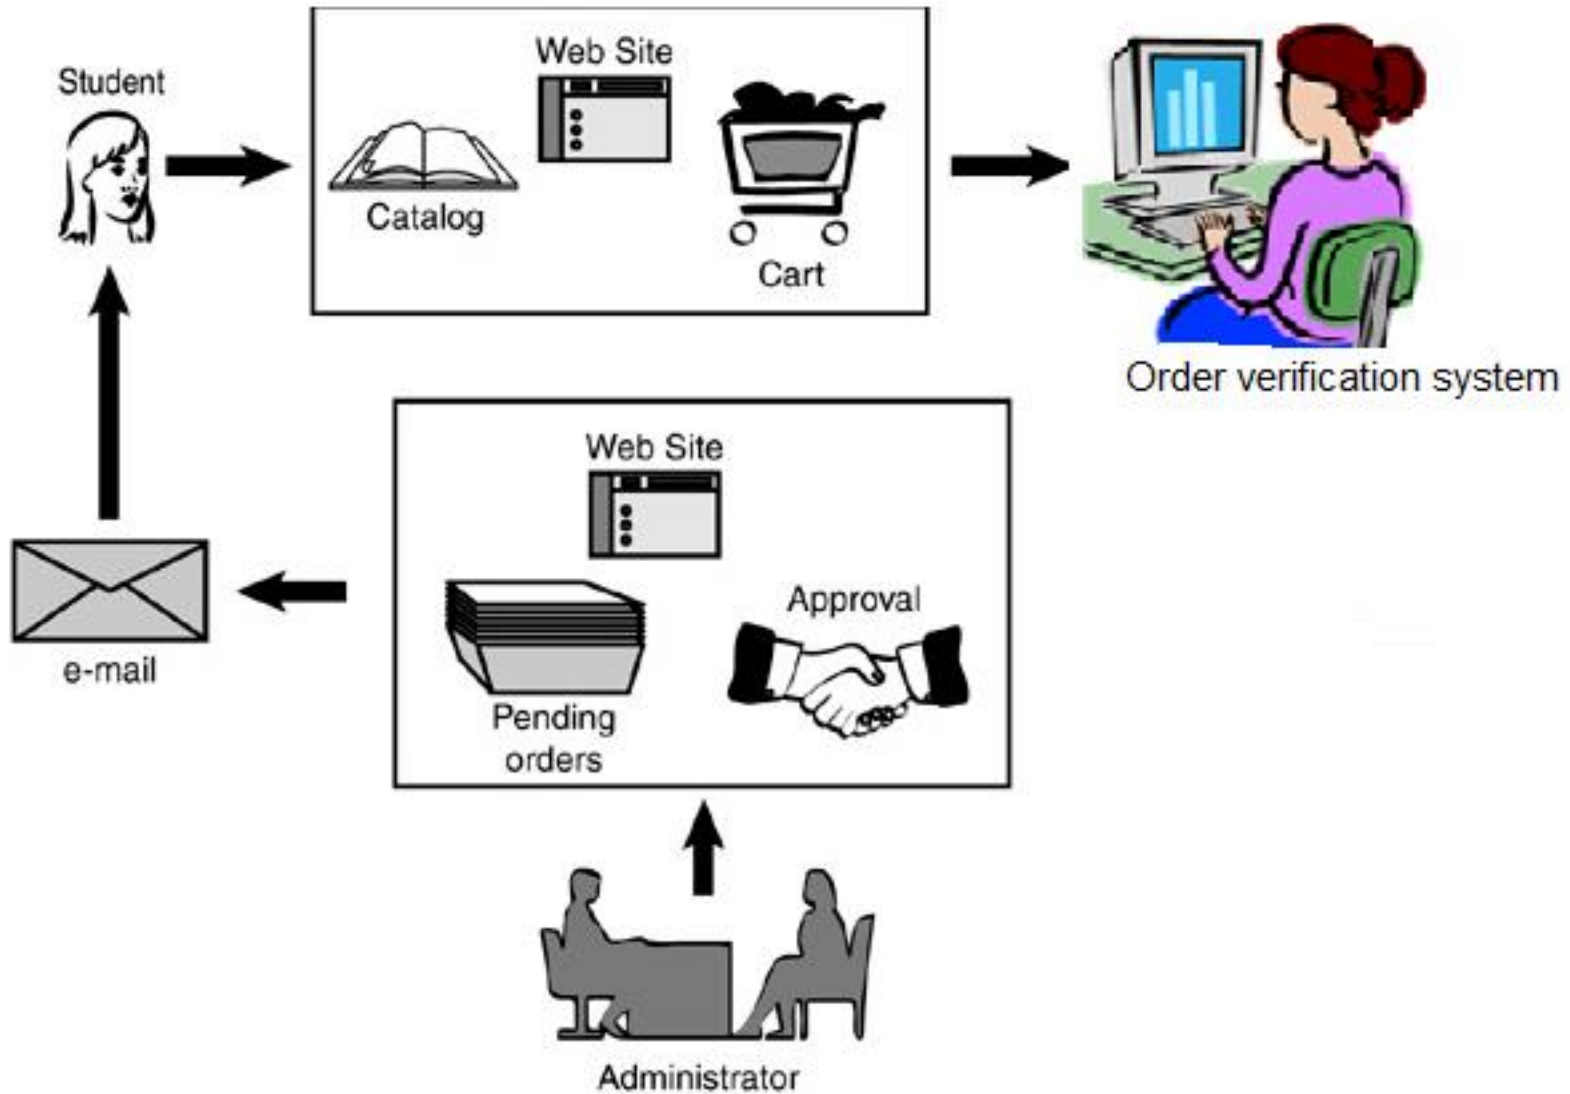 Student
Web Site
Catalog
Cart
Order verification system
Web Site
Approval
Pending
orders
e-mail
Administrator